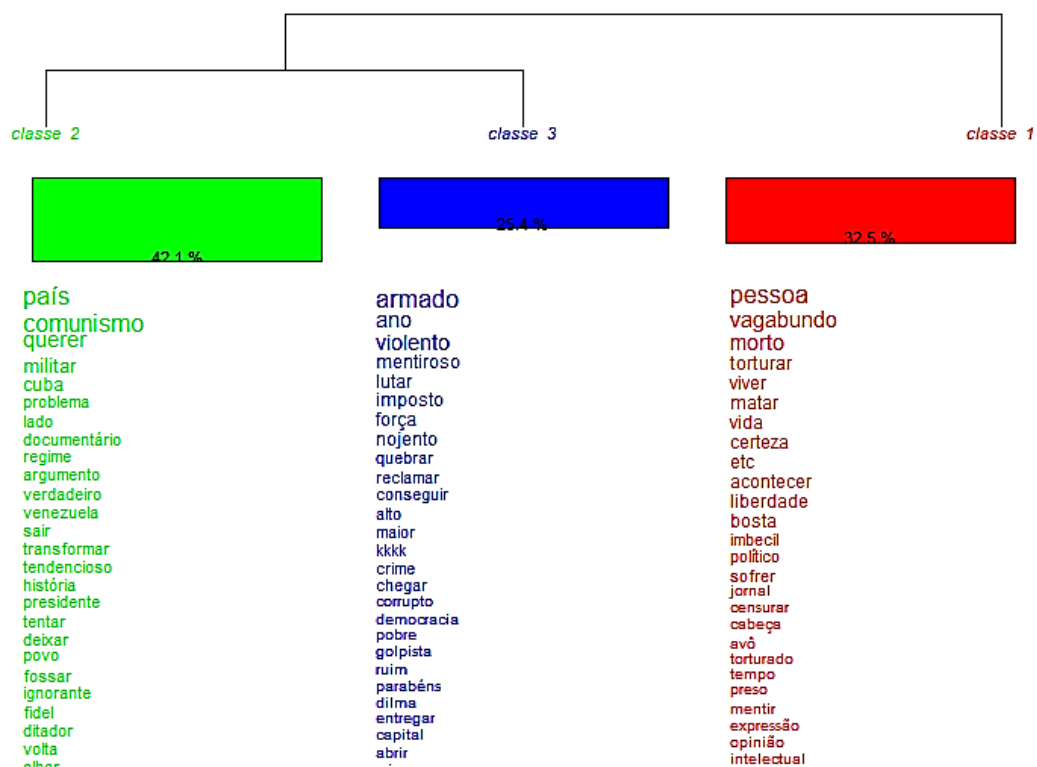 classe 2
classe 3
classe 1
42.1 %
25.4 %
32.5 %
país
comunismo
querer
militar
cuba
problema
lado
documentário
regime
argumento
verdadeiro
venezuela
sair
transformar
tendencioso
história
presidente
tentar
deixar
povo
fossar
ignorante
fidel
ditador
volta
armado
ano
violento
mentiroso
lutar
imposto
força
nojento
quebrar
reclamar
conseguir
alto
maior
kkkk
crime
chegar
corrupto
democracia
pobre
golpista
ruim
parabéns
dilma
entregar
capital
abrir
pessoa
vagabundo
morto
torturar
viver
matar
vida
certeza
etc
acontecer
liberdade
bosta
imbecil
político
sofrer
jornal
censurar
cabeça
avô
torturado
tempo
preso
mentir
expressão
opinião
intelectual